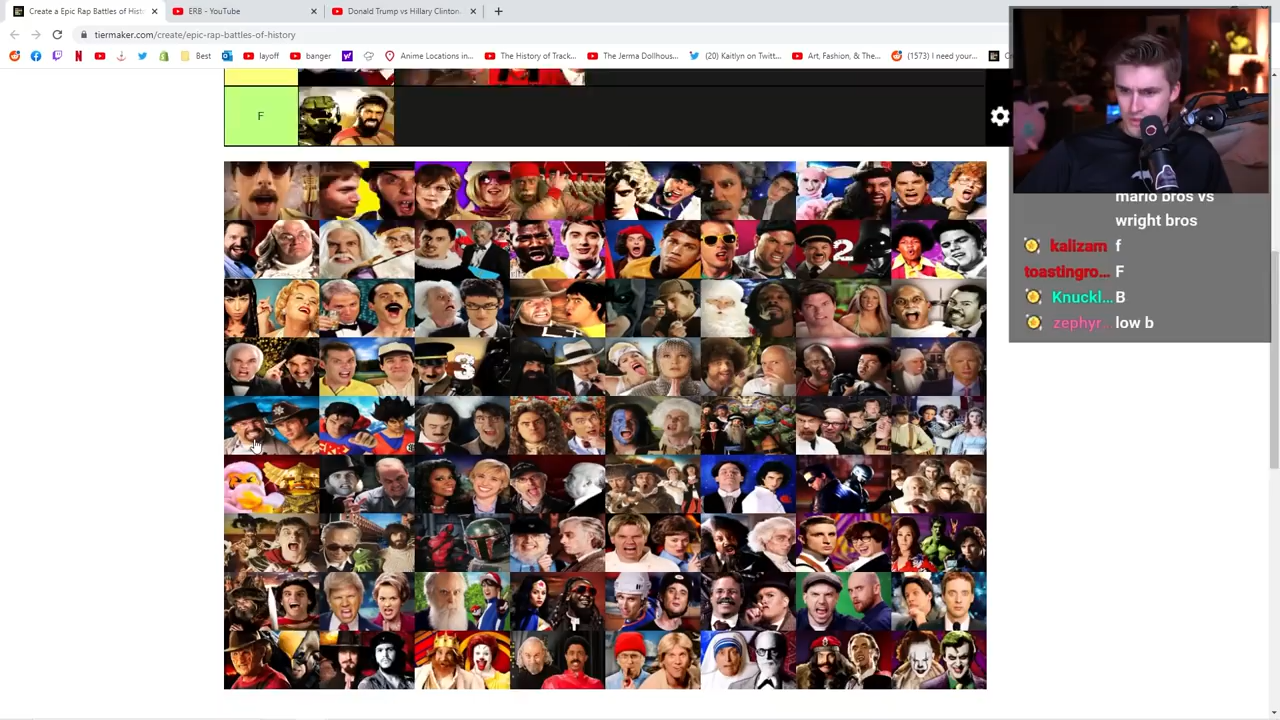 Create a Epic Rap Battles of Hist
ERB - YouTube
Donald Trump vs Hillary Clinton.
tiermaker.com/create/epic-rap-battles-of-history
Best
layoff
banger
Anime Locations in...
The History of Track...
The Jerma Dollhous...
(20) Kaitlyn on Twitt...
Art, Fashion, & The...
(1573) I need your...
F
mario bros vs
wright bros
kalizam f
toastingro... F
Knuckl... B
zephyr low b
2
3